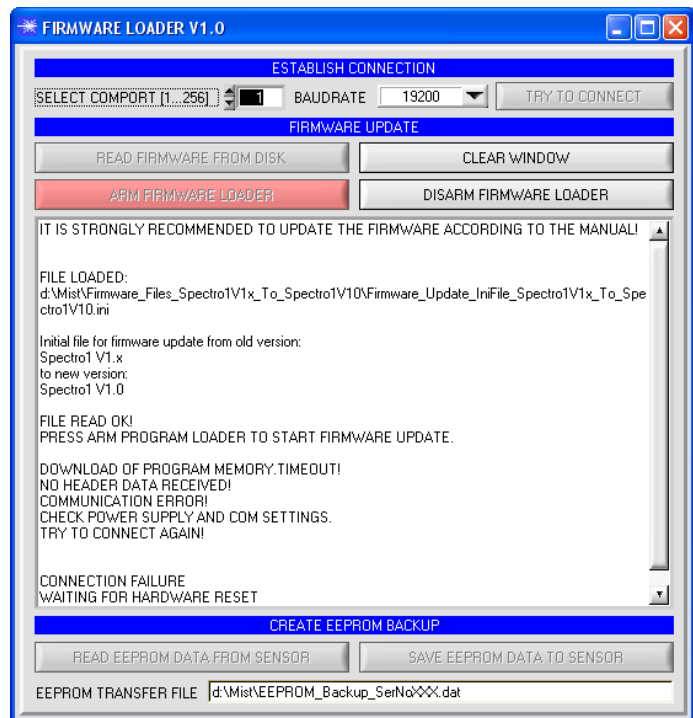 FIRMWARE LOADER V1.0
ESTABLISH CONNECTION
SELECT COMPORT [1...256] 1 BAUDRATE 19200 TRY TO CONNECT
FIRMWARE UPDATE
READ FIRMWARE FROM DISK CLEAR WINDOW
ARM FIRMWARE LOADER DISARM FIRMWARE LOADER
IT IS STRONGLY RECOMMENDED TO UPDATE THE FIRMWARE ACCORDING TO THE MANUAL!
FILE LOADED:
d:\Mist\Firmware_Files_Spectro1V1x_To_Spectro1V10\Firmware_Update_IniFile_Spectro1V1x_To_Spe
ctro1V10.ini
Initial file for firmware update from old version:
Spectro1 V1.x
to new version:
Spectro1 V1.0
FILE READ OK!
PRESS ARM PROGRAM LOADER TO START FIRMWARE UPDATE.
DOWNLOAD OF PROGRAM MEMORY.TIMEOUT!
NO HEADER DATA RECEIVED!
COMMUNICATION ERROR!
CHECK POWER SUPPLY AND COM SETTINGS.
TRY TO CONNECT AGAIN!
CONNECTION FAILURE
WAITING FOR HARDWARE RESET
CREATE EEPROM BACKUP
READ EEPROM DATA FROM SENSOR SAVE EEPROM DATA TO SENSOR
EEPROM TRANSFER FILE d:\Mist\EEPROM_Backup_SerNoXXX.dat